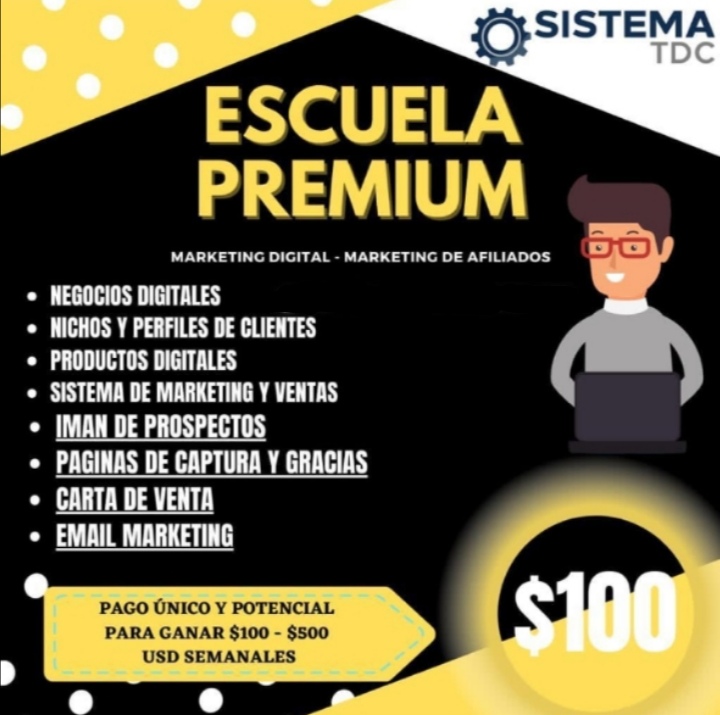 SISTEMA
TDC
ESCUELA
PREMIUM
MARKETING DIGITAL - MARKETING DE AFILIADOS
• NEGOCIOS DIGITALES
• NICHOS Y PERFILES DE CLIENTES
• PRODUCTOS DIGITALES
• SISTEMA DE MARKETING Y VENTAS
• IMAN DE PROSPECTOS
• PAGINAS DE CAPTURA Y GRACIAS
• CARTA DE VENTA
• EMAIL MARKETING
PAGO ÚNICO Y POTENCIAL
PARA GANAR $100 - $500
USD SEMANALES
$100